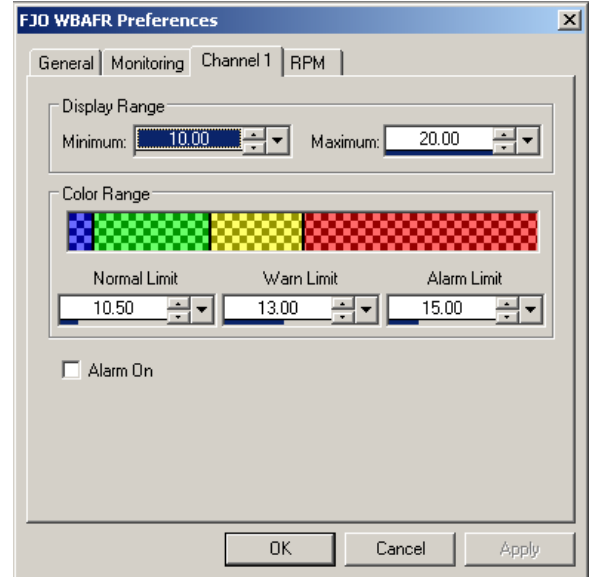 FJO WBAFR Preferences
General Monitoring Channel 1 RPM
Display Range
Minimum: 10.00 Maximum: 20.00
Color Range
Normal Limit Warn Limit Alarm Limit
10.50 13.00 15.00
Alarm On
OK Cancel Apply